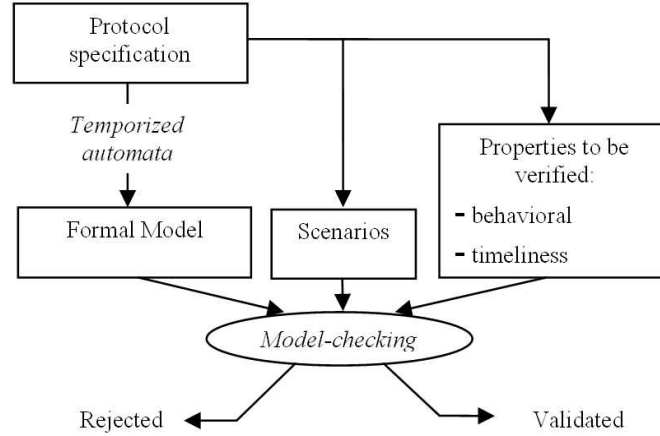 Protocol
specification
Temporized
automata
Properties to be
verified:
- behavioral
- timeliness
Formal Model
Scenarios
Model-checking
Rejected
Validated